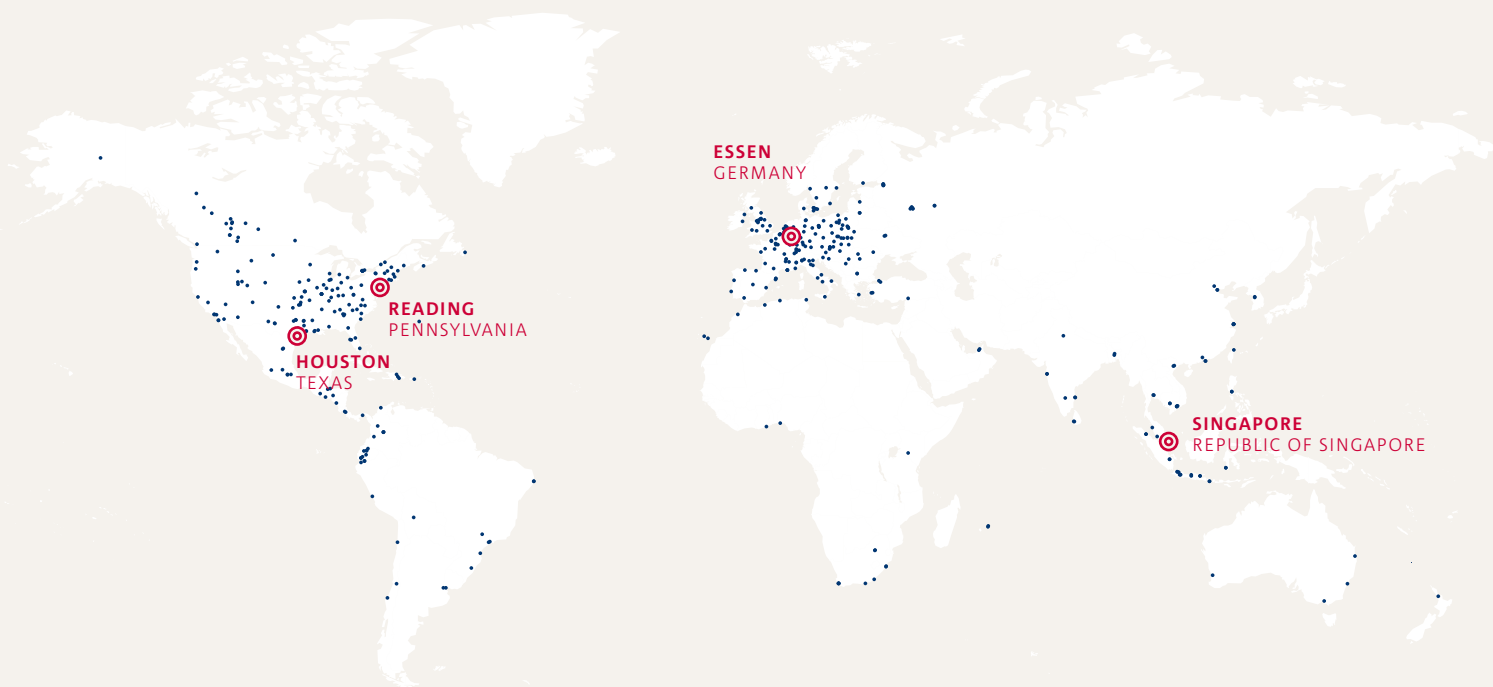 ESSEN
GERMANY
READING
PENNSYLVANIA
HOUSTON
TEXAS
SINGAPORE
REPUBLIC OF SINGAPORE